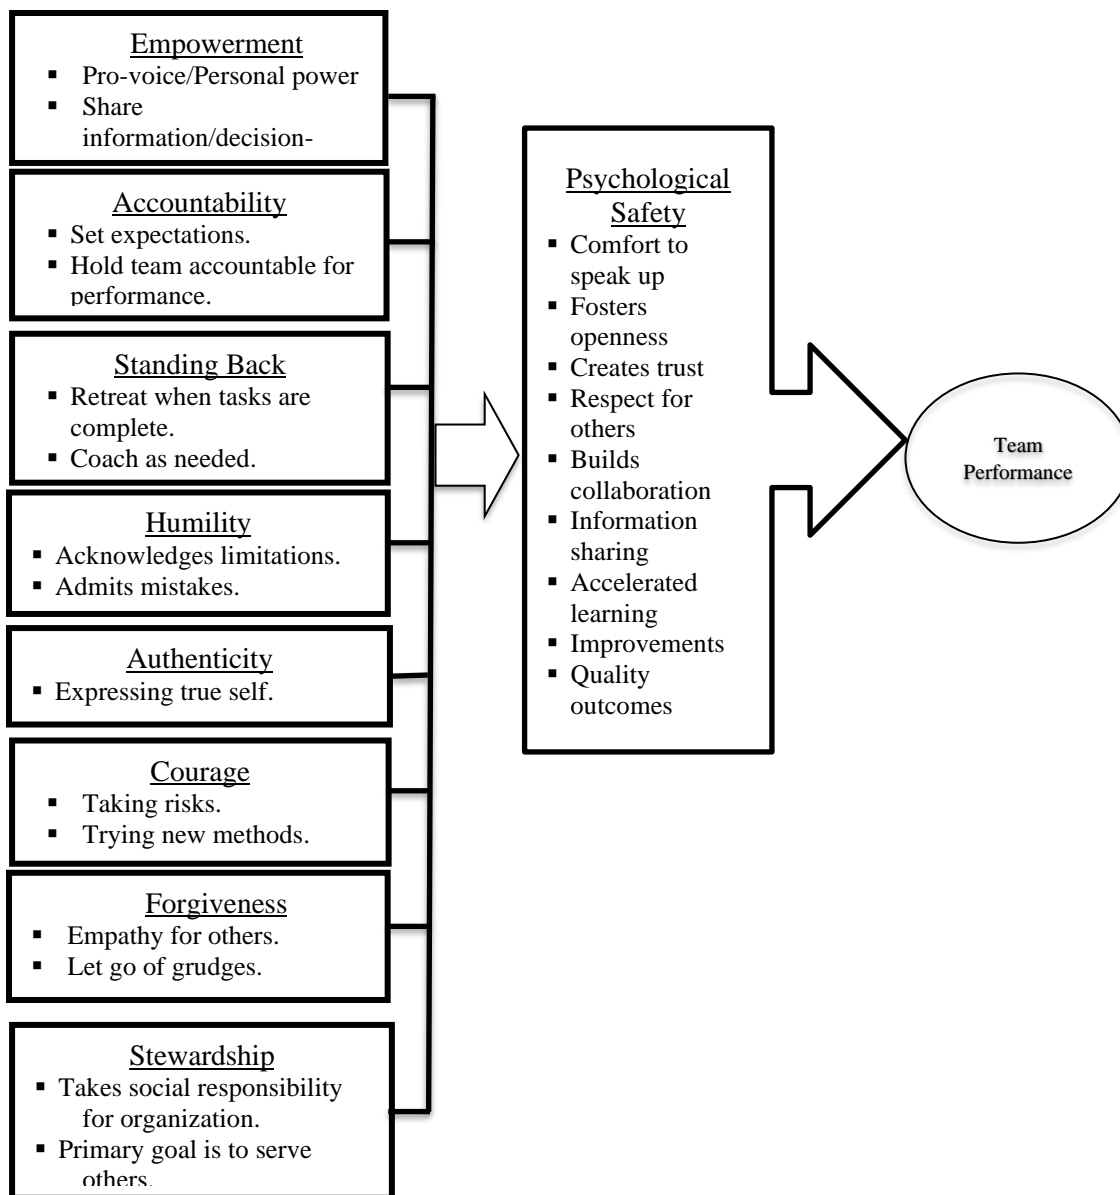 Empowerment
▪ Pro-voice/Personal power
▪ Share
information/decision-
Accountability
▪ Set expectations.
▪ Hold team accountable for
performance.
Standing Back
▪ Retreat when tasks are
complete.
▪ Coach as needed.
Humility
▪ Acknowledges limitations.
▪ Admits mistakes.
Authenticity
▪ Expressing true self.
Courage
▪ Taking risks.
▪ Trying new methods.
Forgiveness
▪ Empathy for others.
▪ Let go of grudges.
Stewardship
▪ Takes social responsibility
for organization.
▪ Primary goal is to serve
others.
Psychological
Safety
▪ Comfort to
speak up
▪ Fosters
openness
▪ Creates trust
▪ Respect for
others
▪ Builds
collaboration
▪ Information
sharing
▪ Accelerated
learning
▪ Improvements
▪ Quality
outcomes
Team
Performance